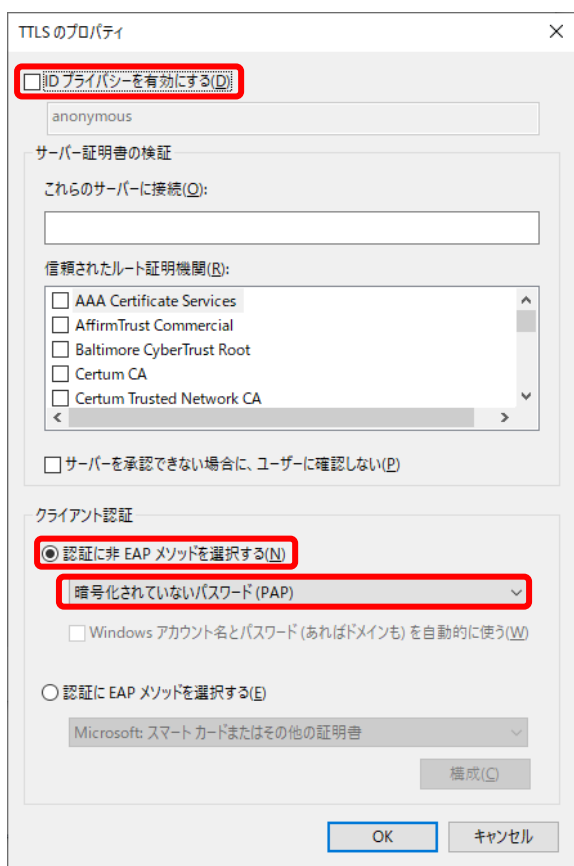 TTLS のプロパティ
ID プライバシーを有効にする(D)
anonymous
サーバー証明書の検証
これらのサーバーに接続(O):
信頼されたルート証明機関(R):
AAA Certificate Services
AffirmTrust Commercial
Baltimore CyberTrust Root
Certum CA
Certum Trusted Network CA
サーバーを承認できない場合に、ユーザーに確認しない(P)
クライアント認証
認証に非 EAP メソッドを選択する(N)
暗号化されていないパスワード (PAP)
Windows アカウント名とパスワード (あればドメインも) を自動的に使う(W)
認証に EAP メソッドを選択する(E)
Microsoft: スマート カードまたはその他の証明書
構成(C)
OK キャンセル